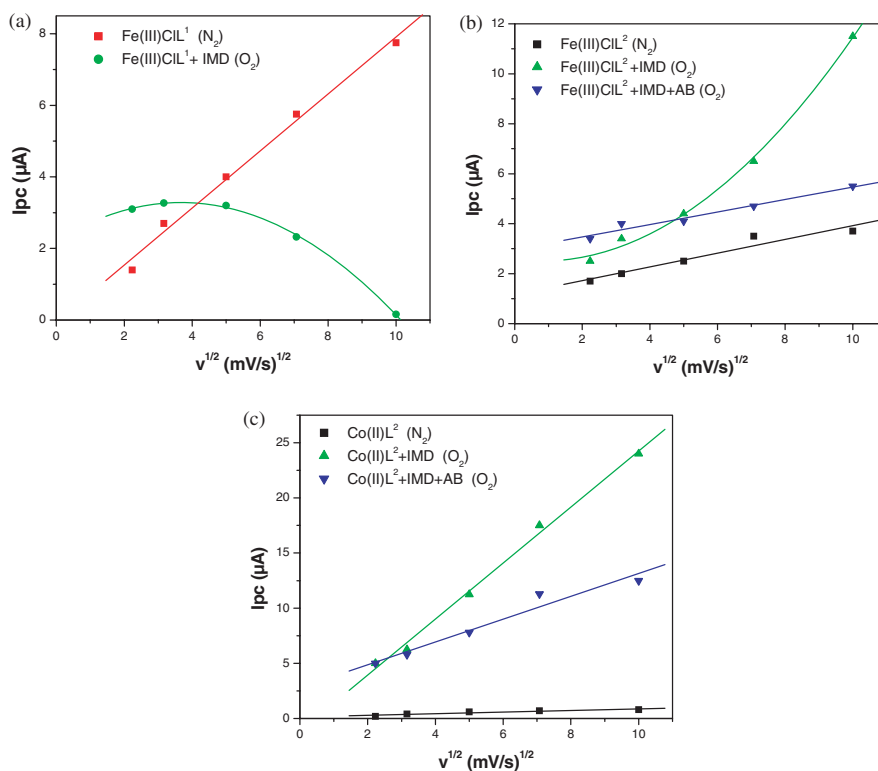 (a)
Fe(III)ClL¹ (N₂)
Fe(III)ClL¹+ IMD (O₂)
Ipc (µA)
8
6
4
2
0
0 2 4 6 8 10
v^1/2 (mV/s)^1/2
(b)
Fe(III)ClL² (N₂)
Fe(III)ClL²+IMD (O₂)
Fe(III)ClL²+IMD+AB (O₂)
Ipc (µA)
12
10
8
6
4
2
0
0 2 4 6 8 10
v^1/2 (mV/s)^1/2
(c)
Co(II)L² (N₂)
Co(II)L²+IMD (O₂)
Co(II)L²+IMD+AB (O₂)
Ipc (µA)
25
20
15
10
5
0
0 2 4 6 8 10
v^1/2 (mV/s)^1/2